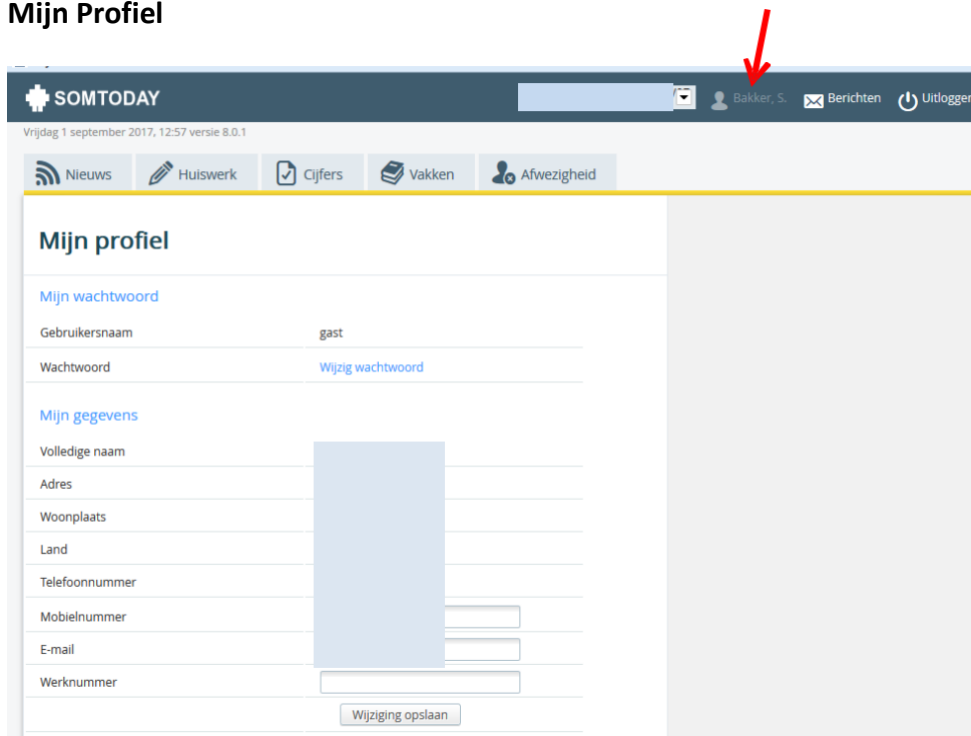 Mijn Profiel
SOMTODAY Bakker, S. Berichten Uitloggen
Vrijdag 1 september 2017, 12:57 versie 8.0.1
Nieuws Huiswerk Cijfers Vakken Afwezigheid
Mijn profiel
Mijn wachtwoord
Gebruikersnaam gast
Wachtwoord Wijzig wachtwoord
Mijn gegevens
Volledige naam
Adres
Woonplaats
Land
Telefoonnummer
Mobielnummer
E-mail
Werknummer
Wijziging opslaan